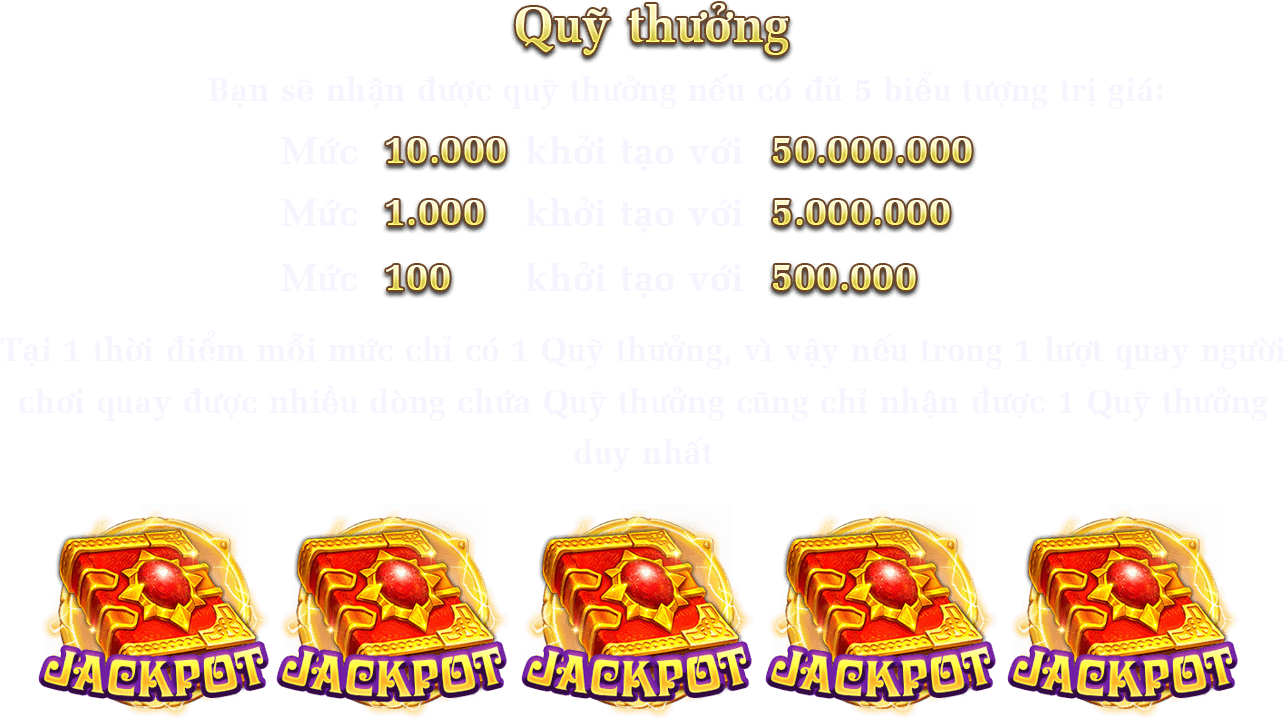 Quỹ thưởng
Bạn sẽ nhận được quỹ thưởng nếu có đủ 5 biểu tượng trị giá:
Mức 10.000 khởi tạo với 50.000.000
Mức 1.000 khởi tạo với 5.000.000
Mức 100 khởi tạo với 500.000
Tại 1 thời điểm mỗi mức chỉ có 1 Quỹ thưởng, vì vậy nếu trong 1 lượt quay người
chơi quay được nhiều dòng chứa Quỹ thưởng cũng chỉ nhận được 1 Quỹ thưởng
duy nhất
JACKPOT JACKPOT JACKPOT JACKPOT JACKPOT